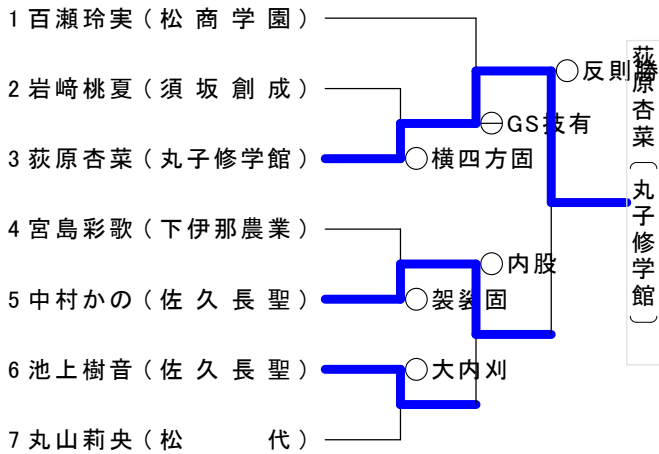 1 百瀬玲実（松商学園）
2 岩﨑桃夏（須坂創成）
3 荻原杏菜（丸子修学館）
4 宮島彩歌（下伊那農業）
5 中村かの（佐久長聖）
6 池上樹音（佐久長聖）
7 丸山莉央（松　　代）
○反則勝
GS技有
○横四方固
○内股
○袈裟固
○大内刈
荻原杏菜（丸子修学館）